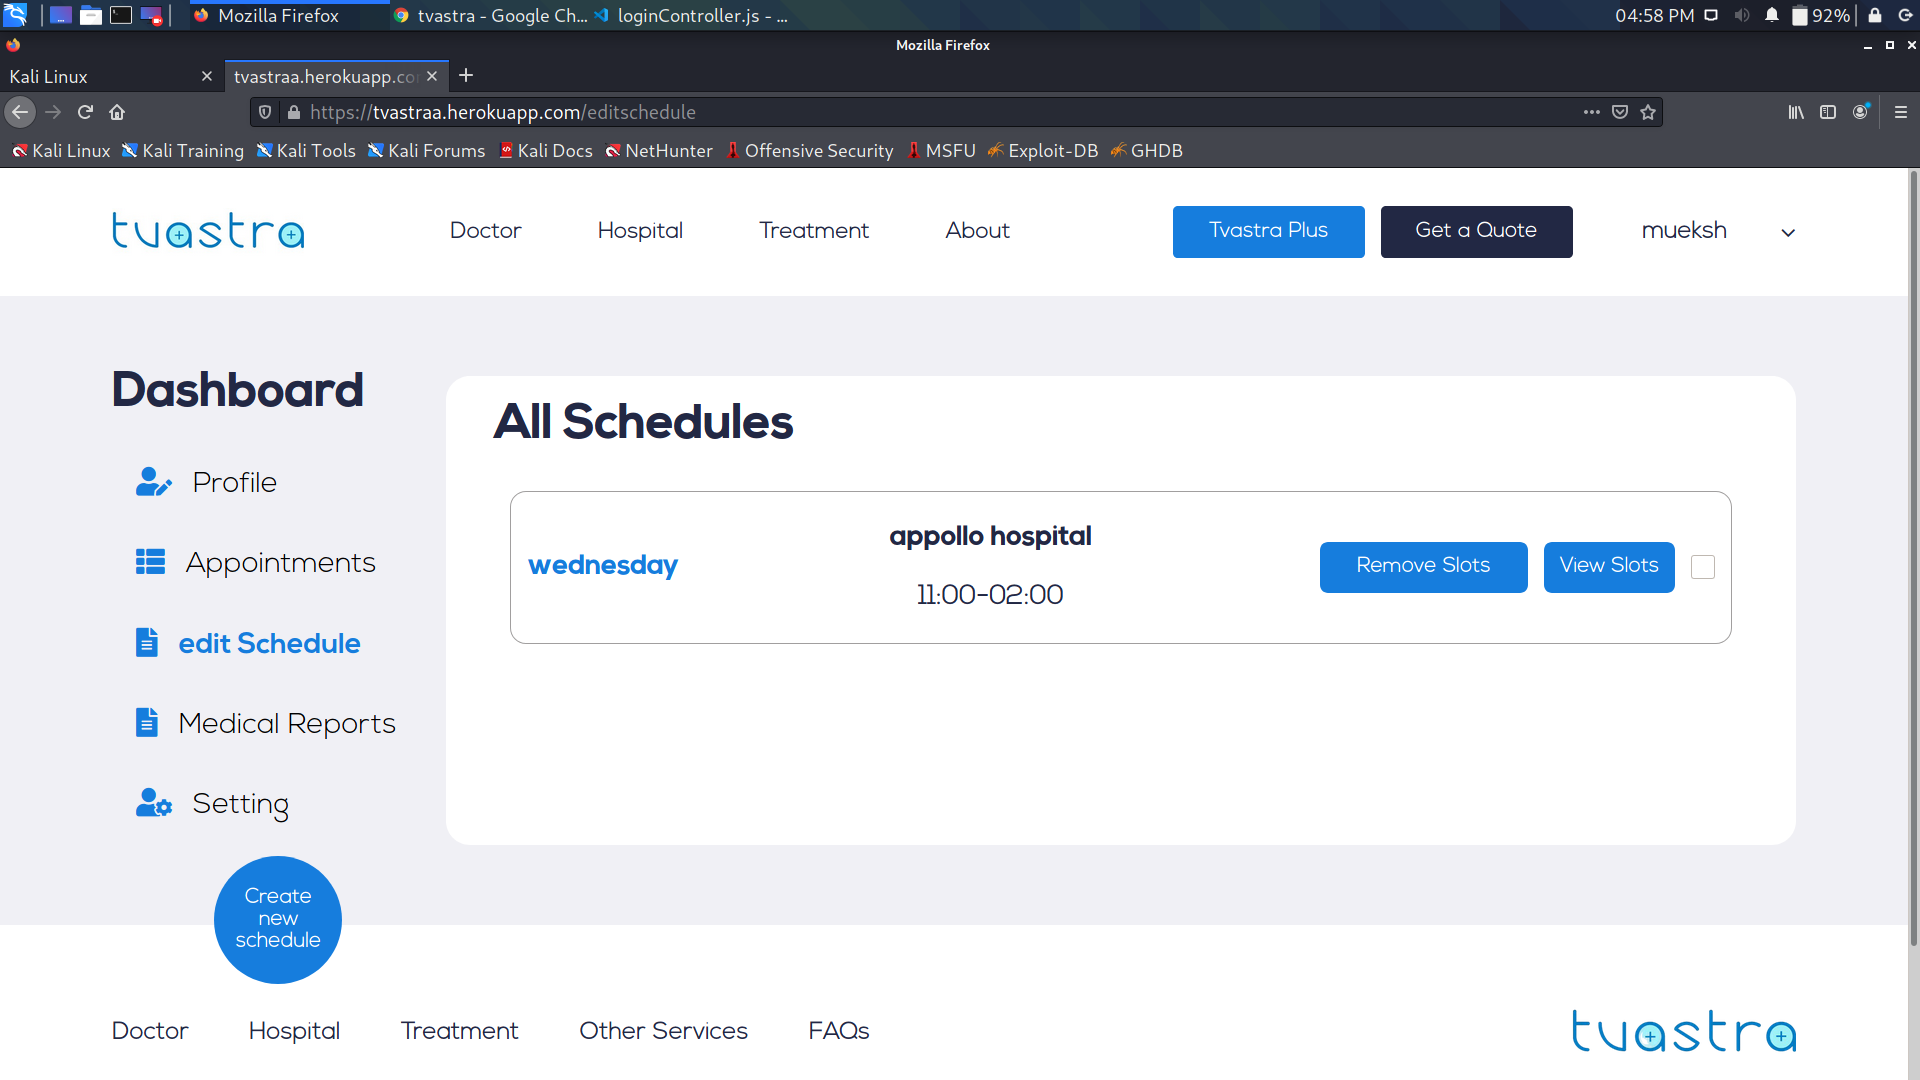 Mozilla Firefox
tvastra - Google Ch...
loginController.js - ...
04:58 PM
92%
Mozilla Firefox
Kali Linux
tvastraa.herokuapp.co
https://tvastraa.herokuapp.com/editschedule
Kali Linux
Kali Training
Kali Tools
Kali Forums
Kali Docs
NetHunter
Offensive Security
MSFU
Exploit-DB
GHDB
tvastra
Doctor
Hospital
Treatment
About
Tvastra Plus
Get a Quote
mueksh
Dashboard
Profile
Appointments
edit Schedule
Medical Reports
Setting
Create
new
schedule
All Schedules
wednesday
appollo hospital
11:00-02:00
Remove Slots
View Slots
Doctor
Hospital
Treatment
Other Services
FAQs
tvastra